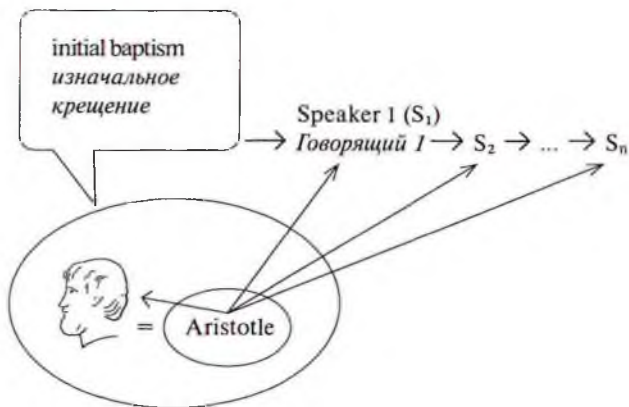 initial baptism
изначальное
крещение
Speaker 1 (S₁)
Говорящий 1 → S₂ → ... → Sₙ
= Aristotle